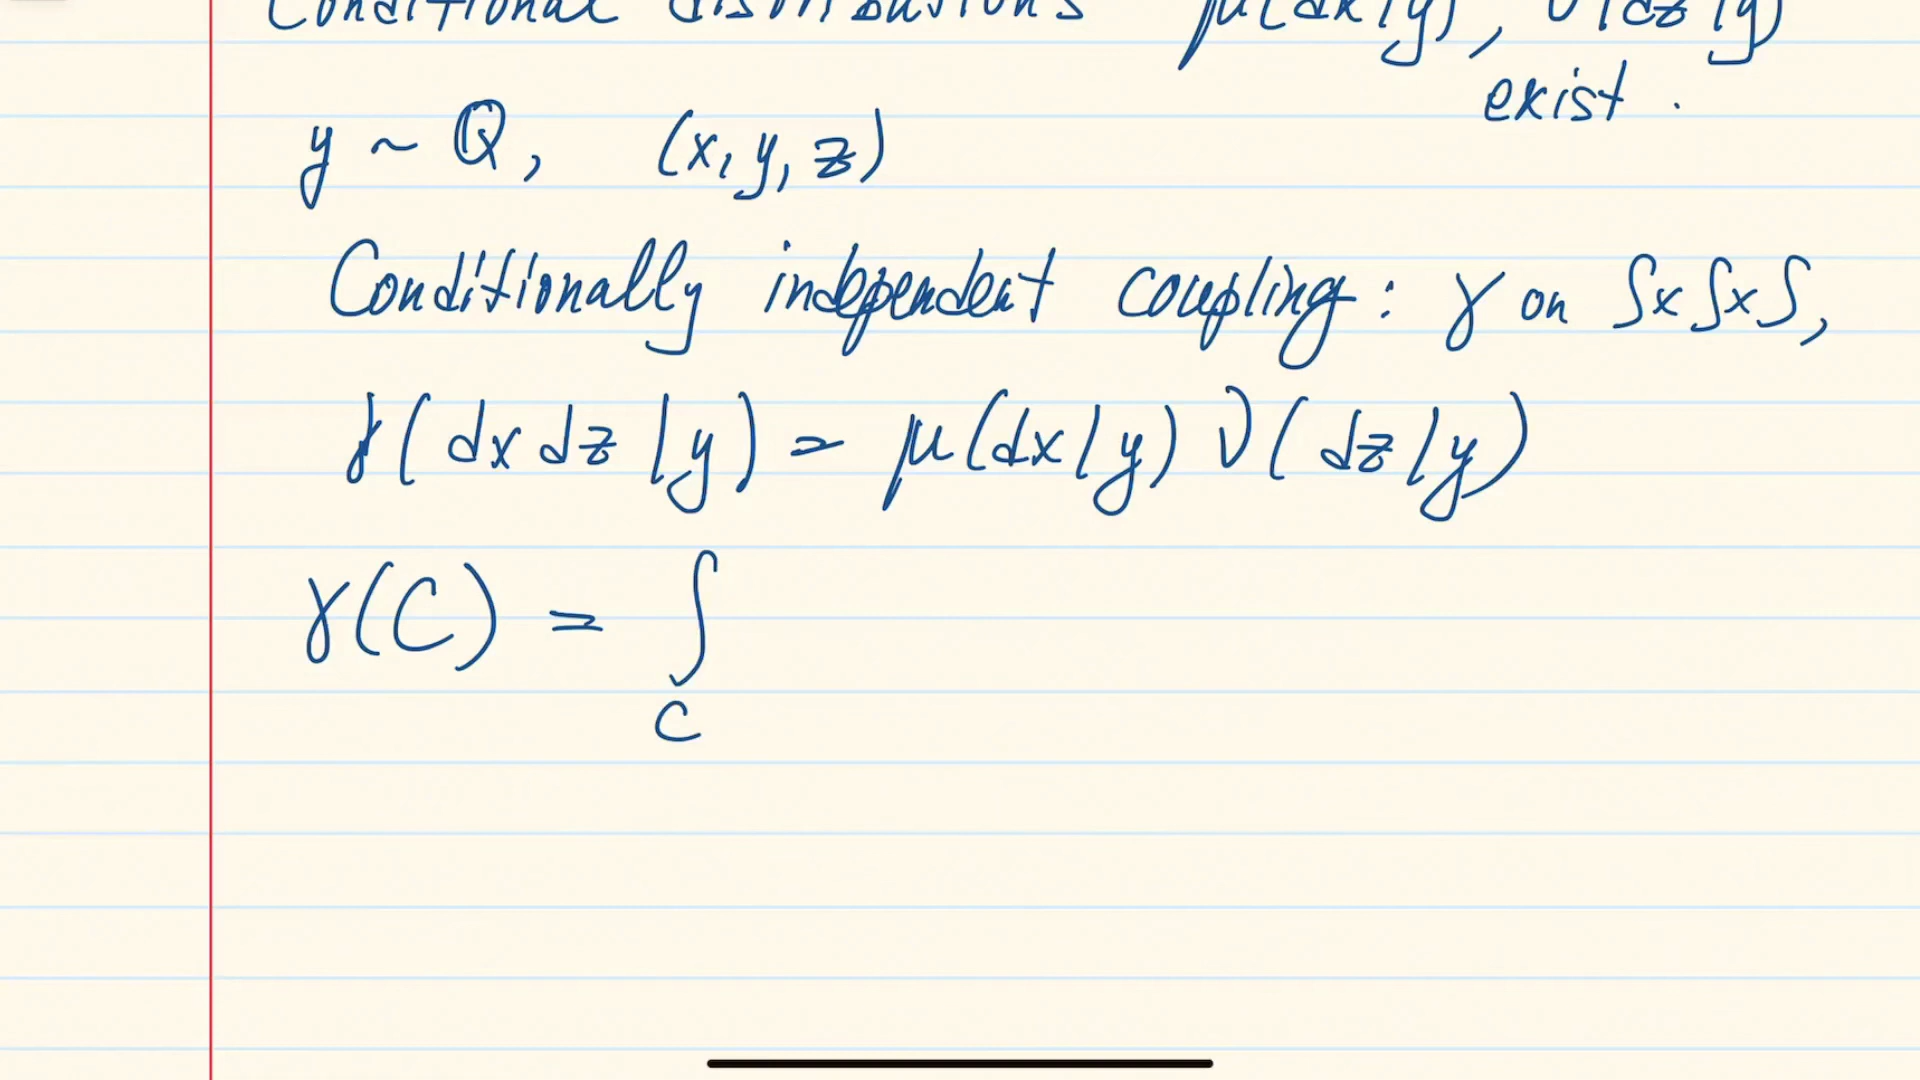 Conditional distributions μ(dx|y), ν(dz|y)
exist.
y ~ Q, (x, y, z)
Conditionally independent coupling: γ on S×S×S,
γ(dx dz | y) = μ(dx|y) ν(dz|y)
γ(C) = ∫
C